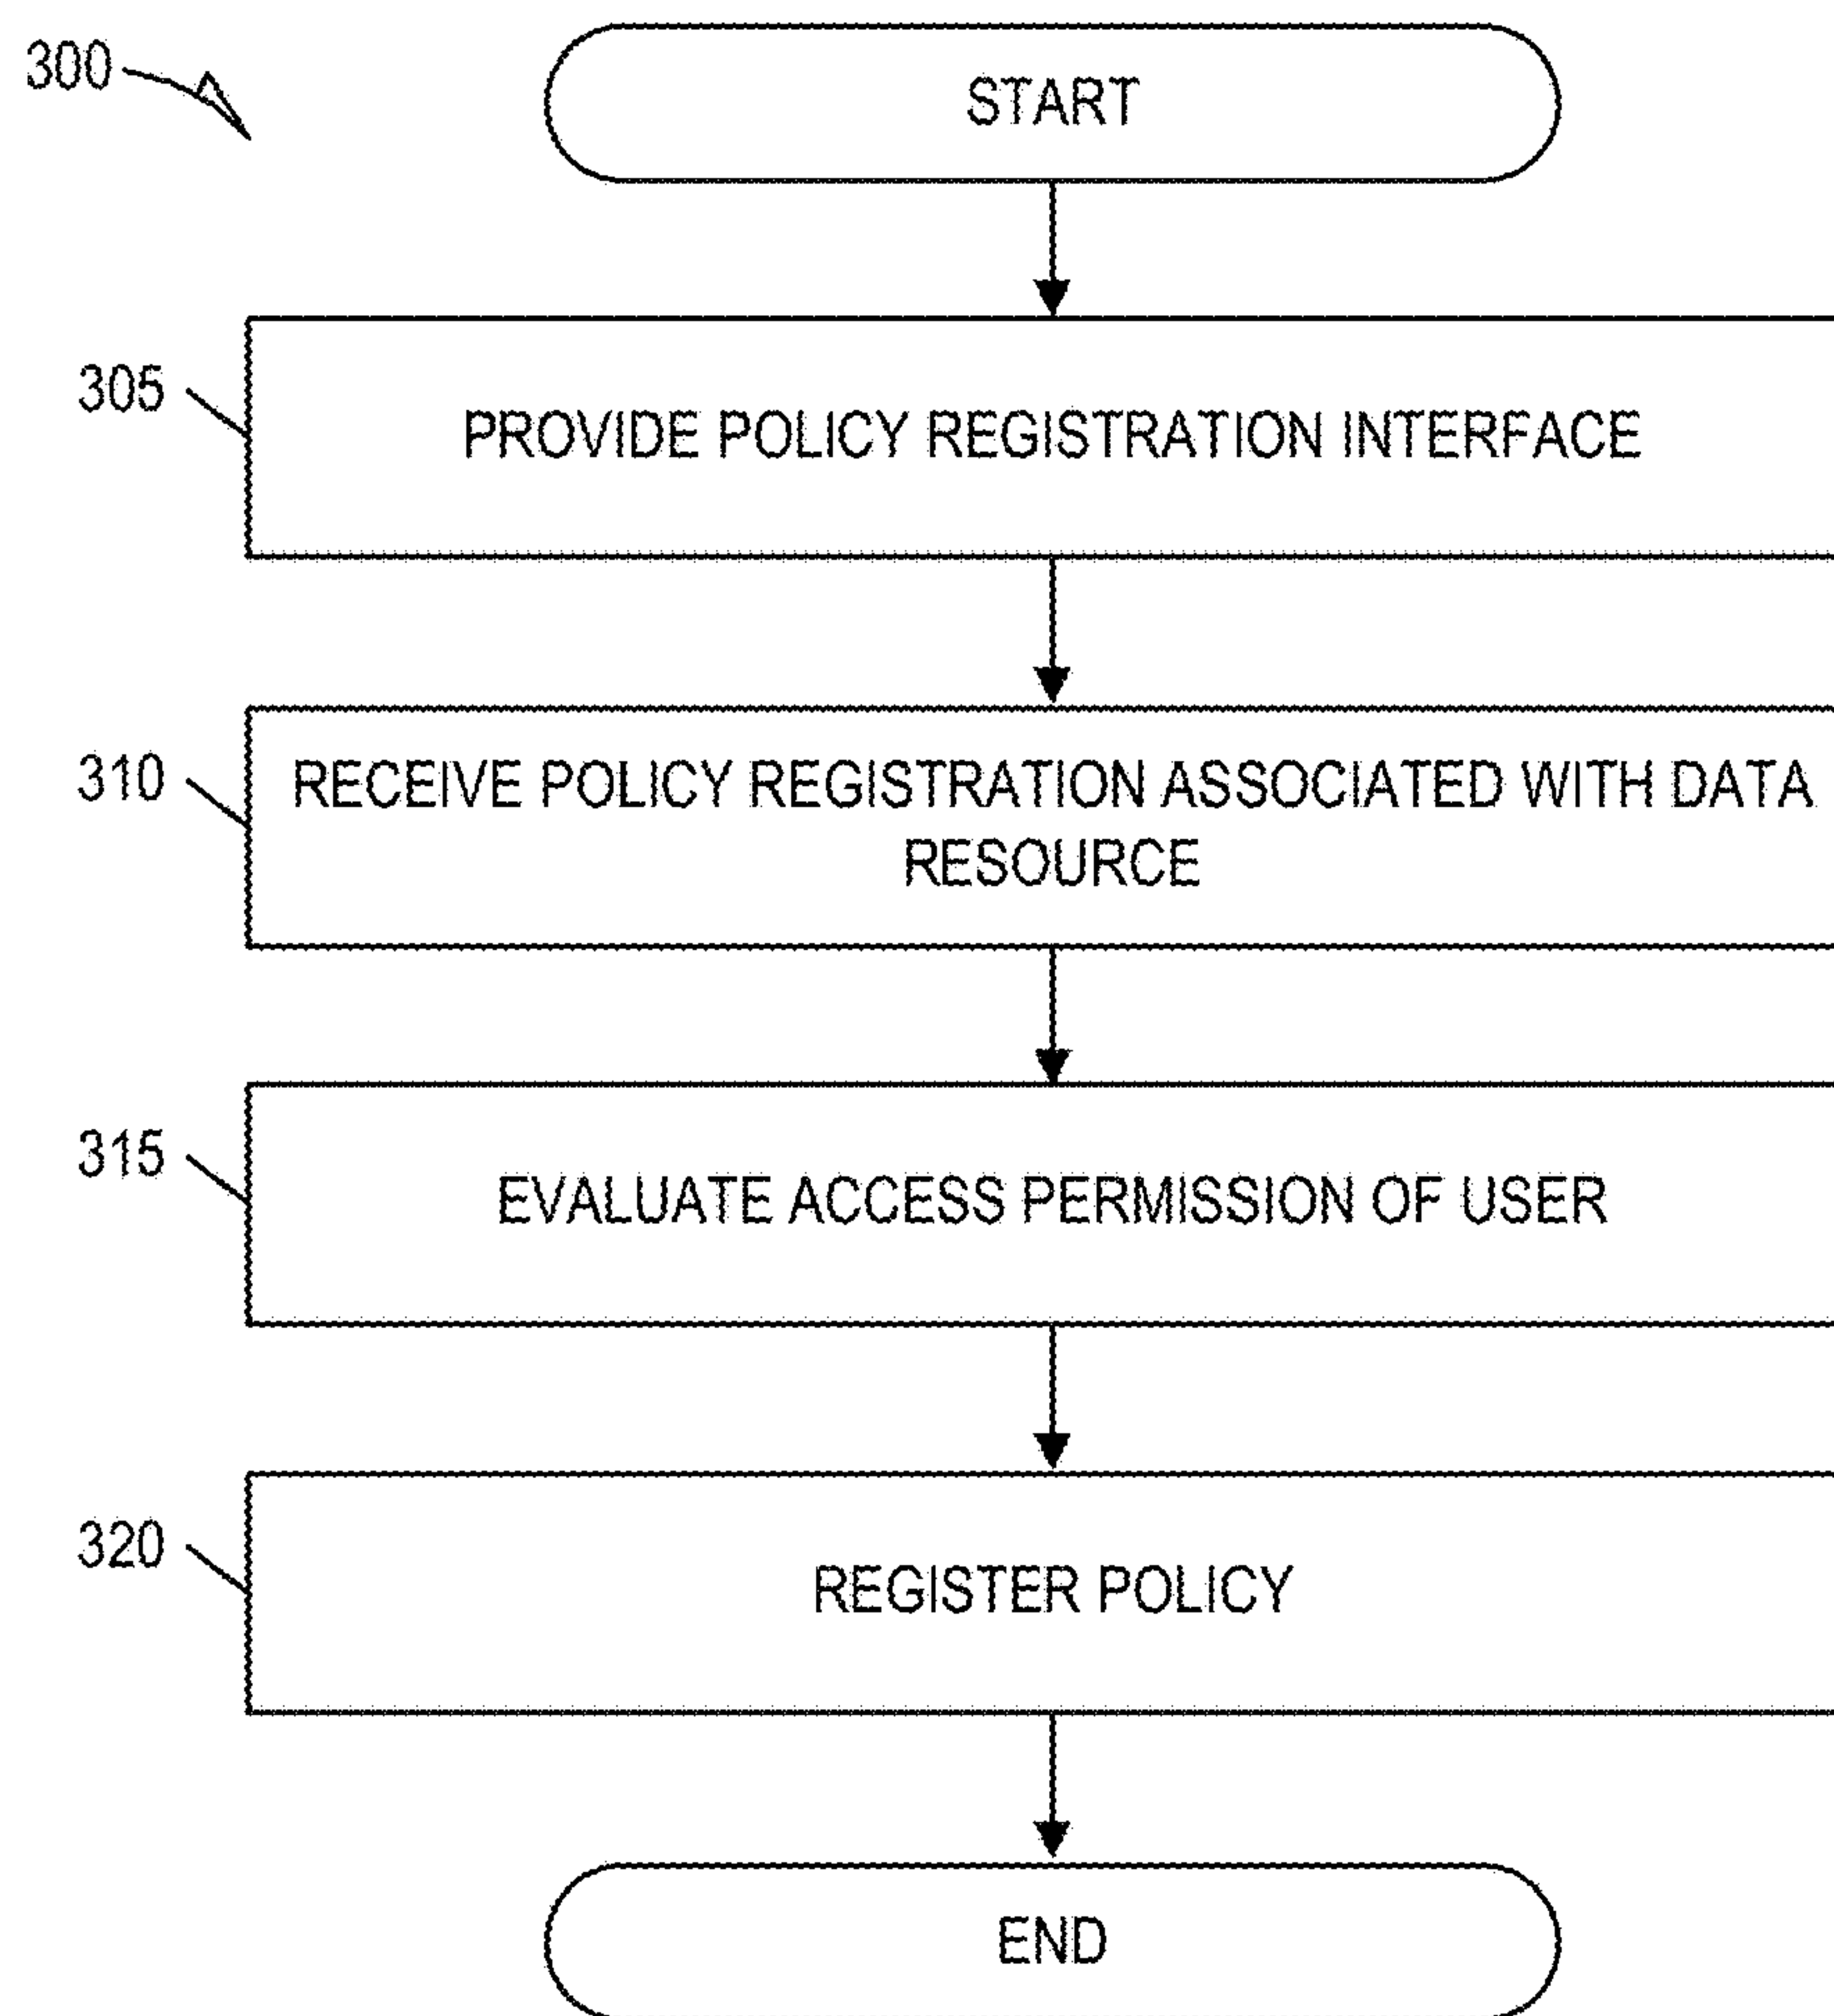 300
START
305
PROVIDE POLICY REGISTRATION INTERFACE
310
RECEIVE POLICY REGISTRATION ASSOCIATED WITH DATA
RESOURCE
315
EVALUATE ACCESS PERMISSION OF USER
320
REGISTER POLICY
END